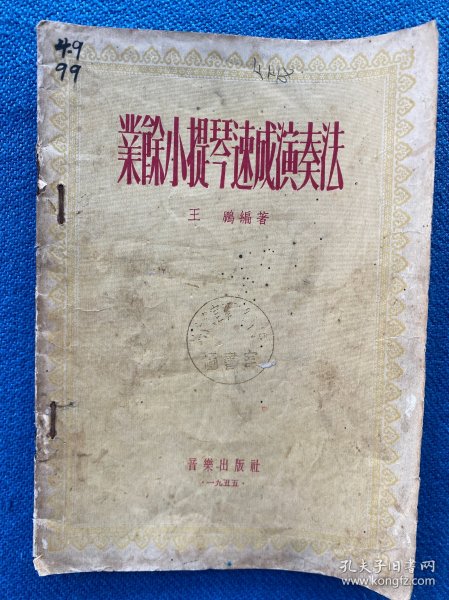 49
99
業餘小提琴速成演奏法
王鵬編著
圖書室
音樂出版社
·一九五五·
孔夫子旧书网
www.kongfz.com